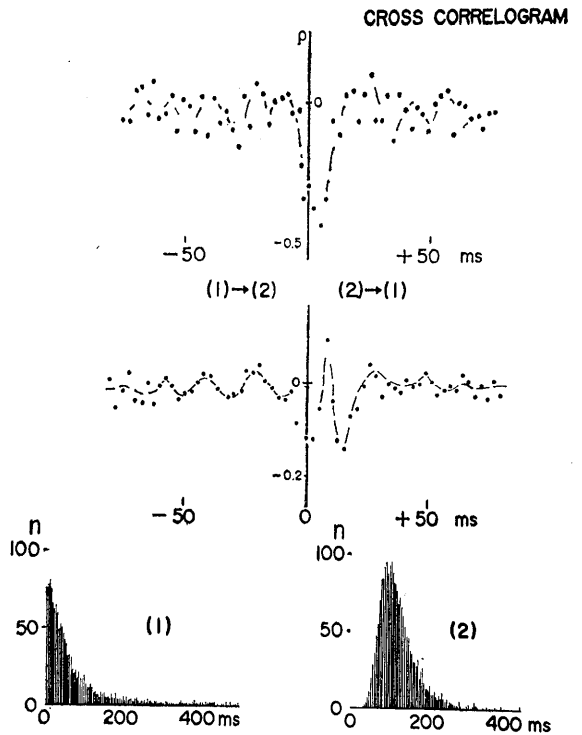 CROSS CORRELOGRAM
ρ
0
-0.5
-50 +50 ms
(1)→(2) (2)→(1)
0
-0.2
-50 0 +50 ms
n n
100 100
50 (1) 50 (2)
0 0
0 200 400 ms 0 200 400 ms